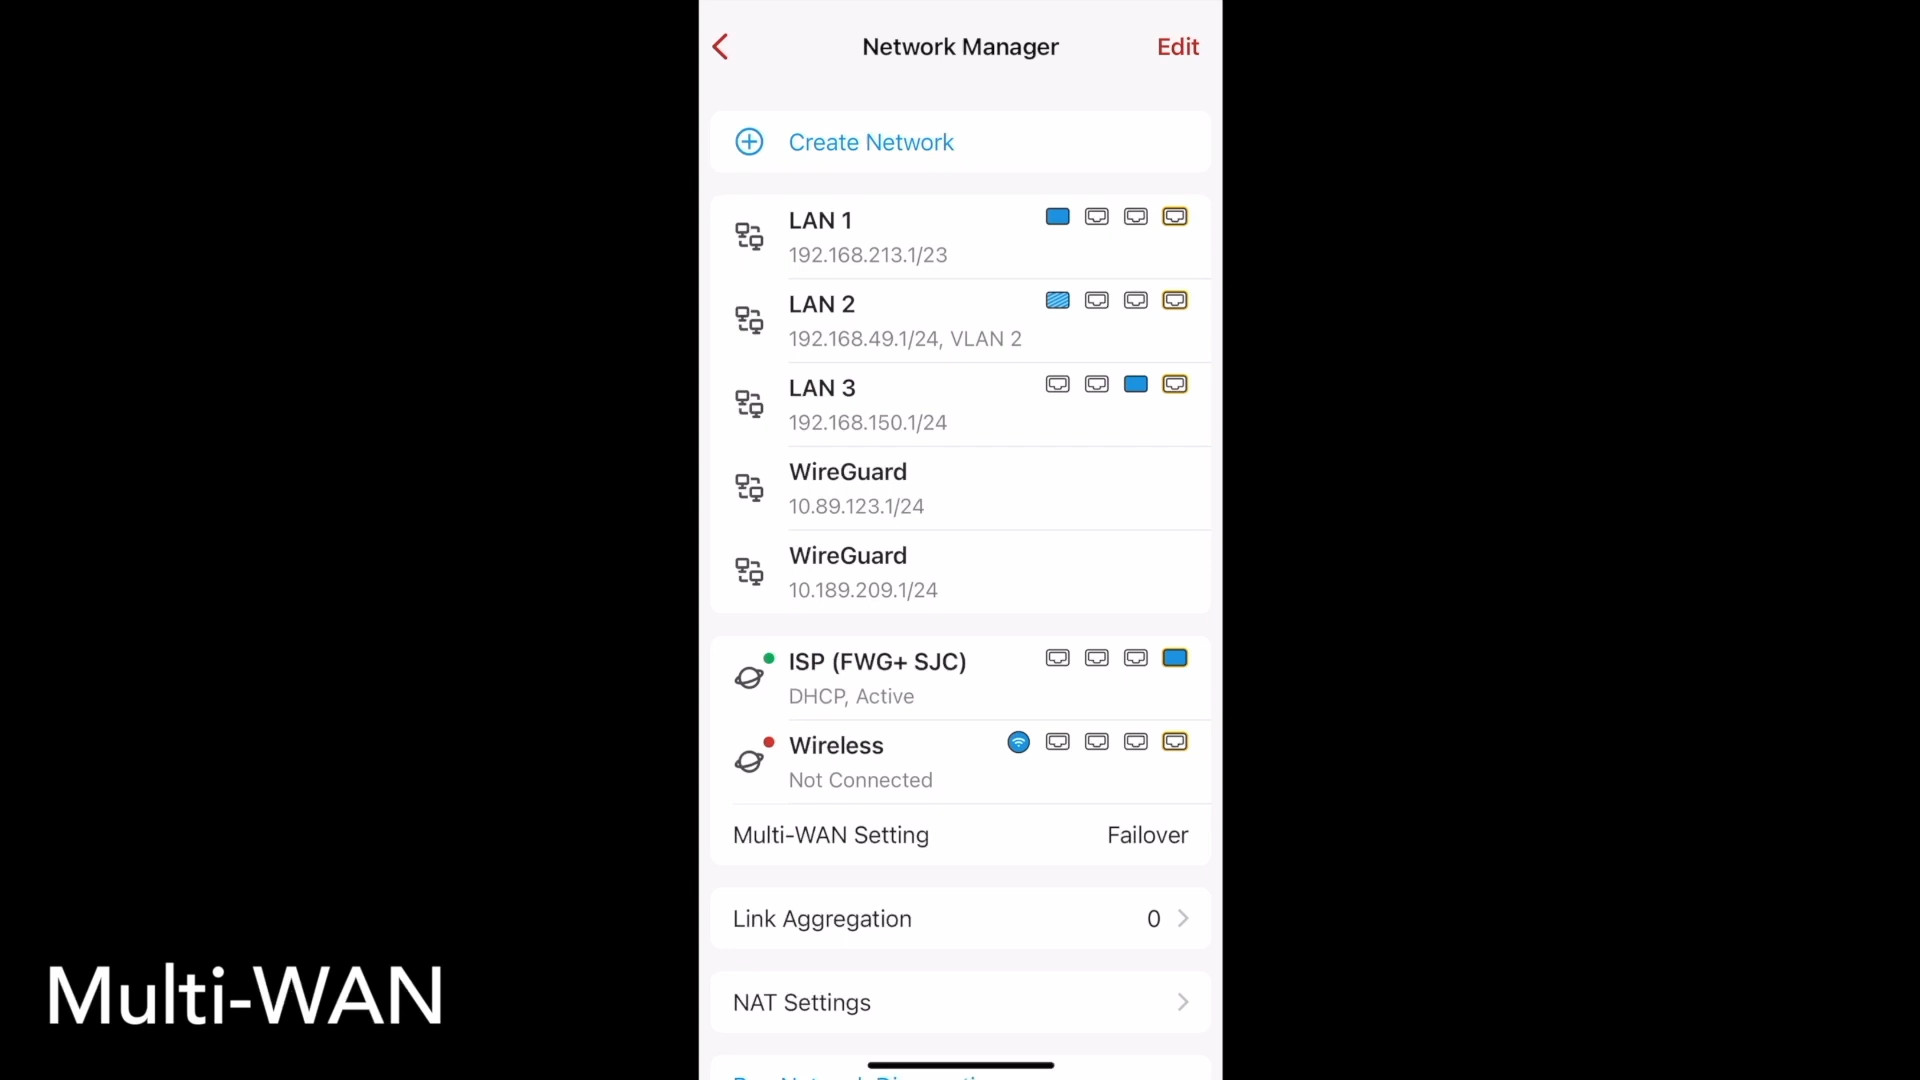 Network Manager
Edit
Create Network
LAN 1
192.168.213.1/23
LAN 2
192.168.49.1/24, VLAN 2
LAN 3
192.168.150.1/24
WireGuard
10.89.123.1/24
WireGuard
10.189.209.1/24
ISP (FWG+ SJC)
DHCP, Active
Wireless
Not Connected
Multi-WAN Setting
Failover
Link Aggregation
0
NAT Settings
Multi-WAN